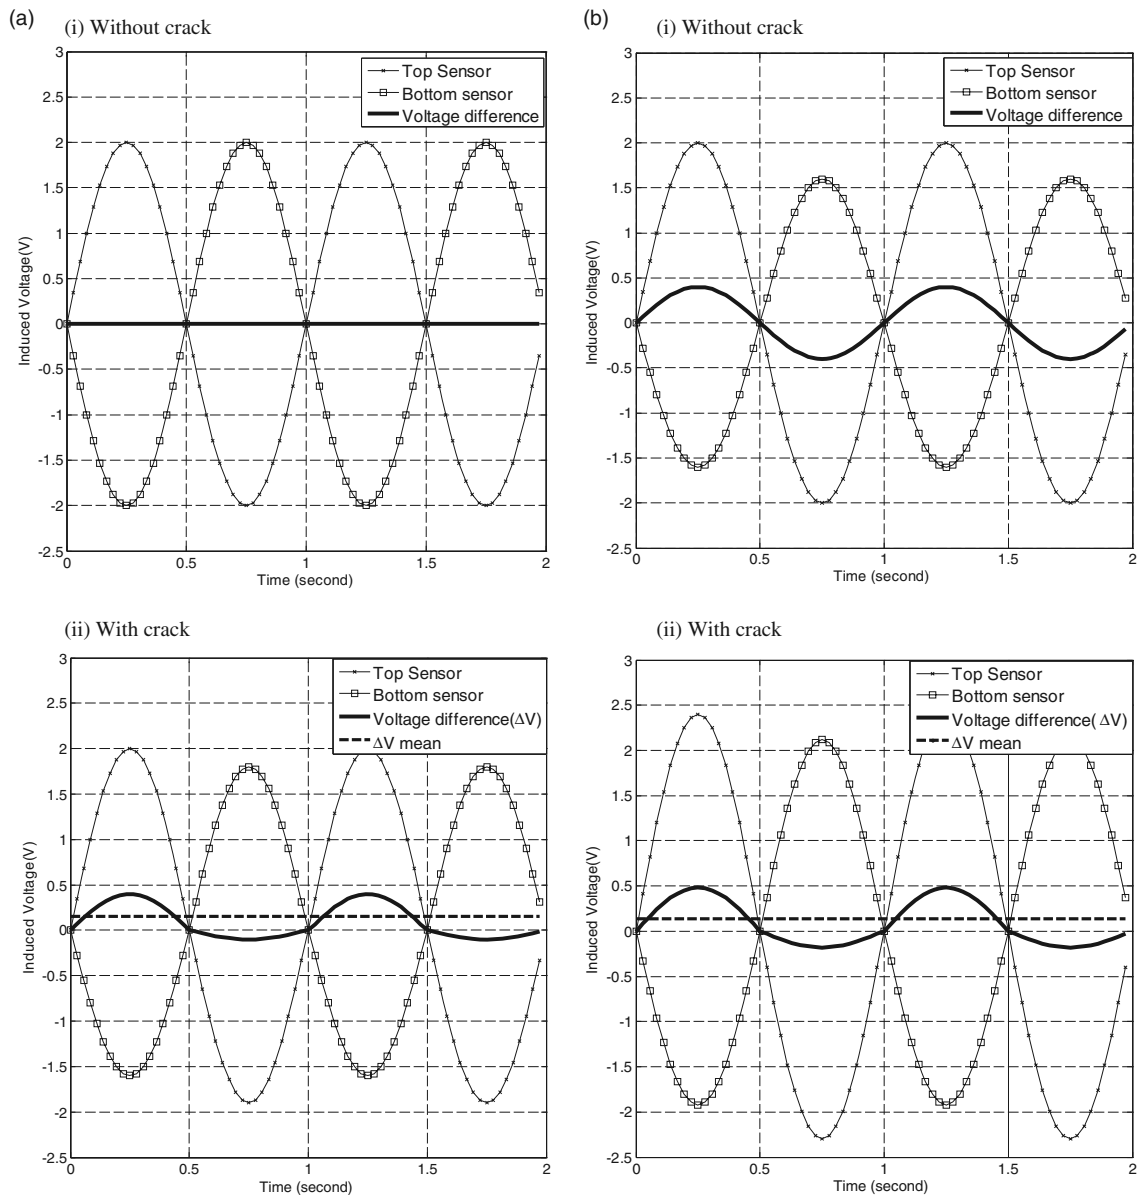 (a)
(i) Without crack
3
2.5
2
1.5
1
0.5
0
-0.5
-1
-1.5
-2
-2.5
Induced Voltage(V)
Top Sensor
Bottom sensor
Voltage difference
0
0.5
1
1.5
2
Time (second)
(b)
(i) Without crack
3
2.5
2
1.5
1
0.5
0
-0.5
-1
-1.5
-2
-2.5
Induced Voltage(V)
Top Sensor
Bottom sensor
Voltage difference
0
0.5
1
1.5
2
Time (second)
(ii) With crack
3
2.5
2
1.5
1
0.5
0
-0.5
-1
-1.5
-2
-2.5
Induced Voltage(V)
Top Sensor
Bottom sensor
Voltage difference(ΔV)
ΔV mean
0
0.5
1
1.5
2
Time (second)
(ii) With crack
3
2.5
2
1.5
1
0.5
0
-0.5
-1
-1.5
-2
-2.5
Induced Voltage(V)
Top Sensor
Bottom sensor
Voltage difference( ΔV)
ΔV mean
0
0.5
1
1.5
2
Time (second)